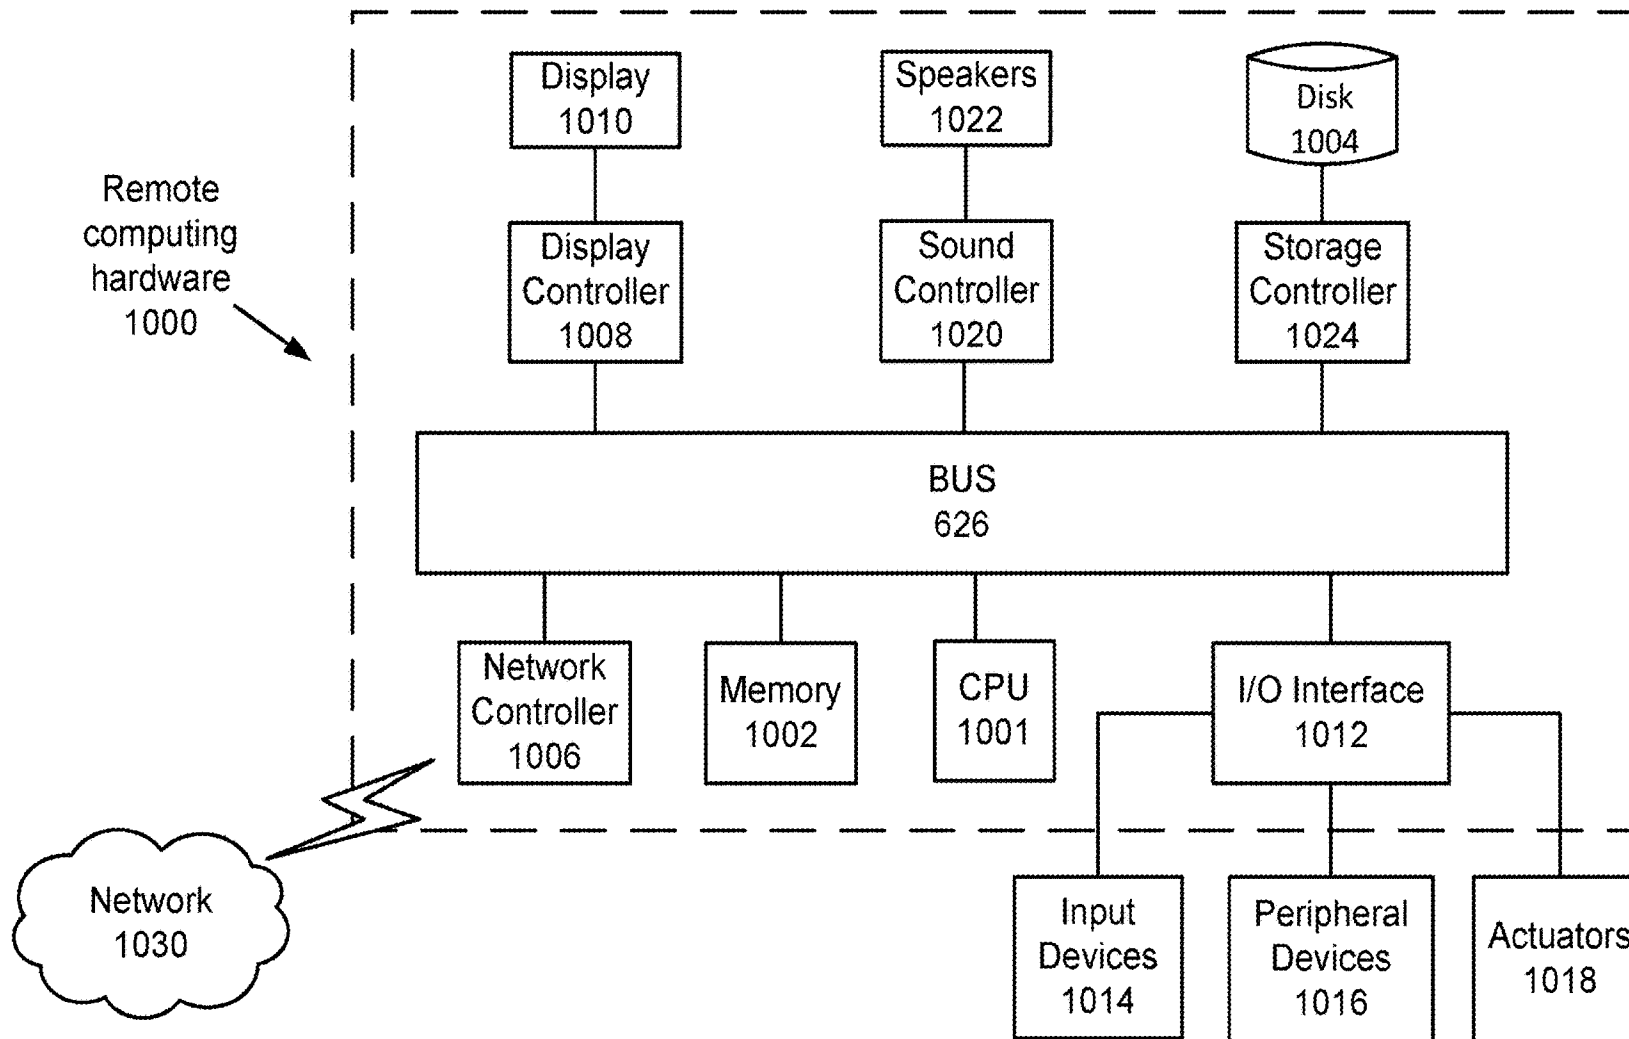 Display
1010
Speakers
1022
Disk
1004
Remote
computing
hardware
1000
Display
Controller
1008
Sound
Controller
1020
Storage
Controller
1024
BUS
626
Network
Controller
1006
Memory
1002
CPU
1001
I/O Interface
1012
Network
1030
Input
Devices
1014
Peripheral
Devices
1016
Actuators
1018